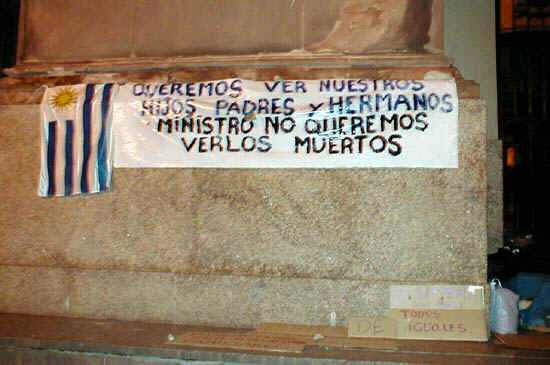 QUEREMOS VER NUESTROS
HIJOS PADRES y HERMANOS
MINISTRO NO QUEREMOS
VERLOS MUERTOS
TODOS
DE IGUALES